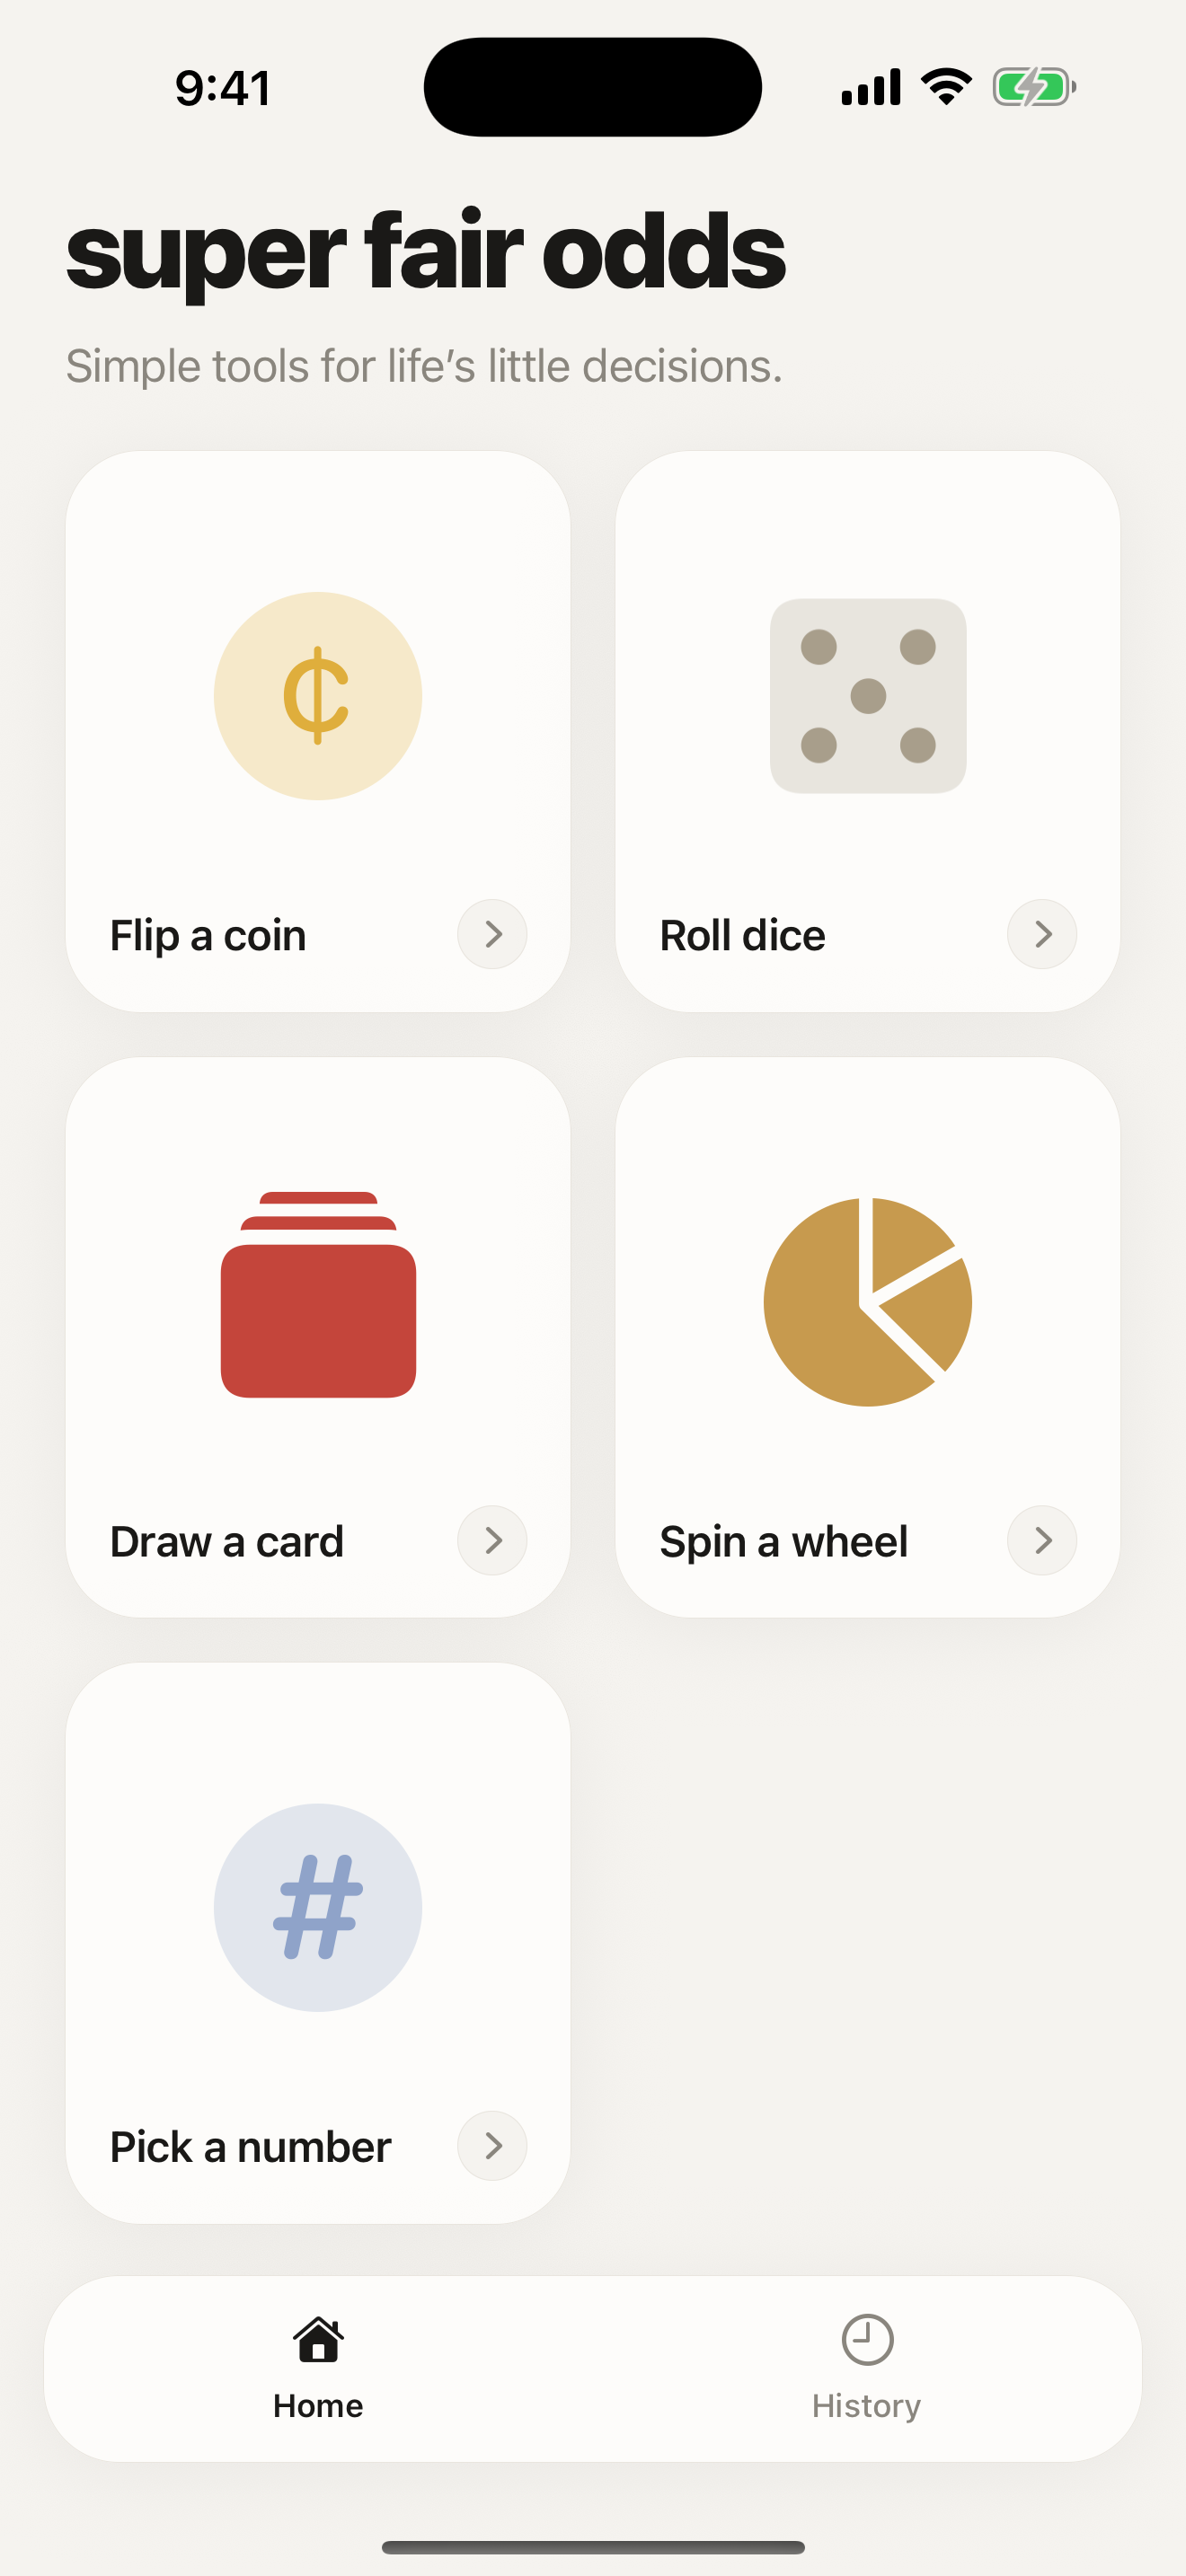 9:41
super fair odds
Simple tools for life’s little decisions.
¢
Flip a coin
Roll dice
Draw a card
Spin a wheel
#
Pick a number
Home
History